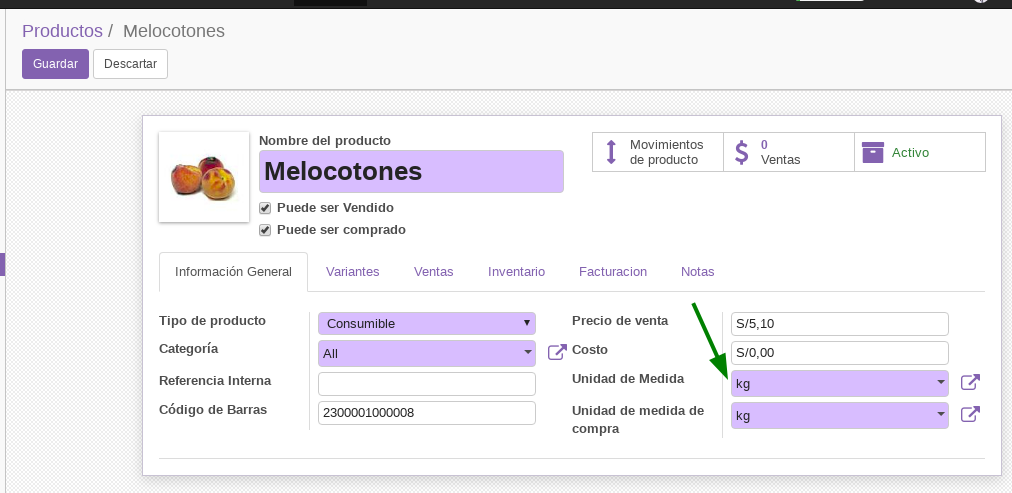 Productos / Melocotones
Guardar Descartar
Nombre del producto
Melocotones
Puede ser Vendido
Puede ser comprado
Movimientos
de producto
0
Ventas
Activo
Información General Variantes Ventas Inventario Facturacion Notas
Tipo de producto Consumible
Categoría All
Referencia Interna
Código de Barras 2300001000008
Precio de venta S/5,10
Costo S/0,00
Unidad de Medida kg
Unidad de medida de
compra kg